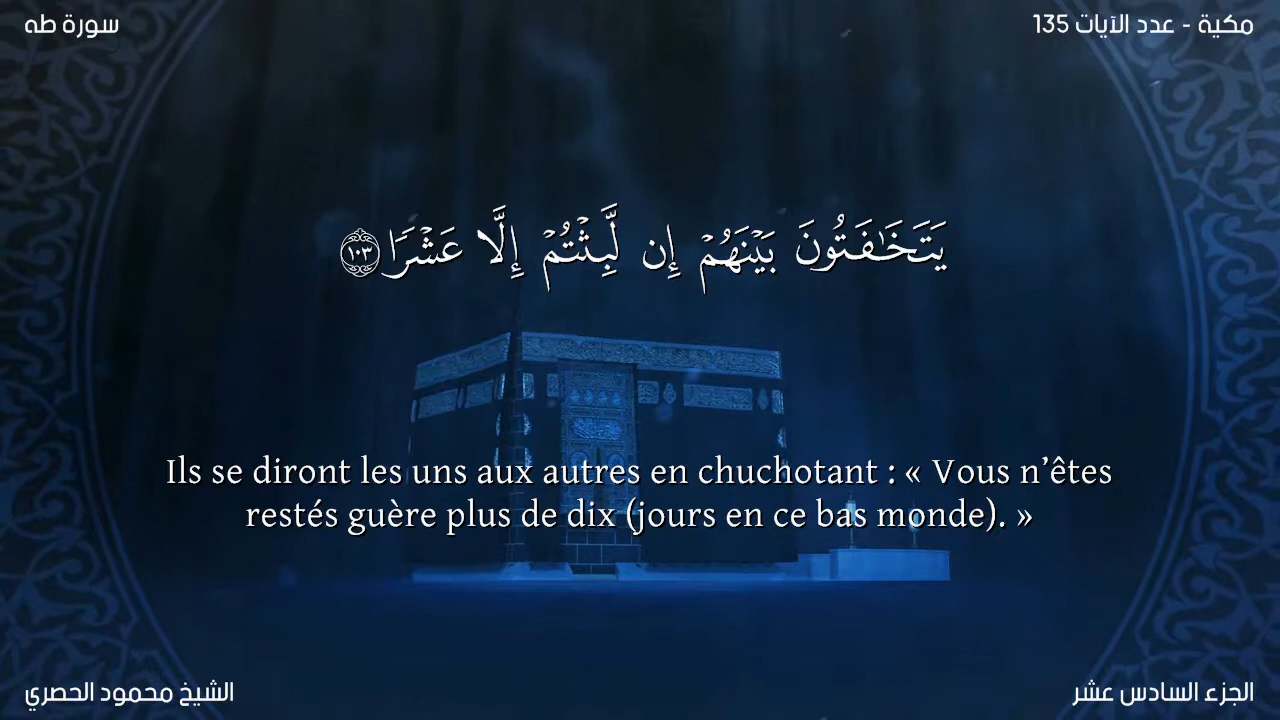 سورة طه
مكية - عدد الآيات 135
يَتَخَٰفَتُونَ بَيۡنَهُمۡ إِن لَّبِثۡتُمۡ إِلَّا عَشۡرٗا ١٠٣
Ils se diront les uns aux autres en chuchotant : « Vous n’êtes
restés guère plus de dix (jours en ce bas monde). »
الشيخ محمود الحصري
الجزء السادس عشر